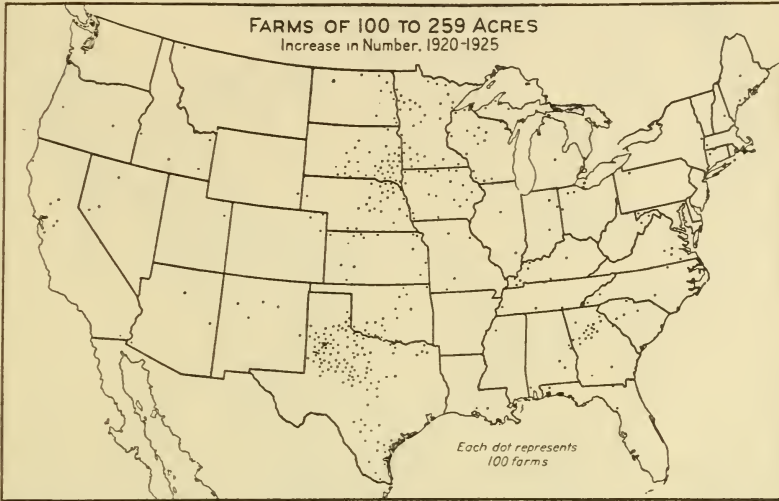 FARMS OF 100 TO 259 ACRES
Increase in Number, 1920-1925
Each dot represents
100 farms